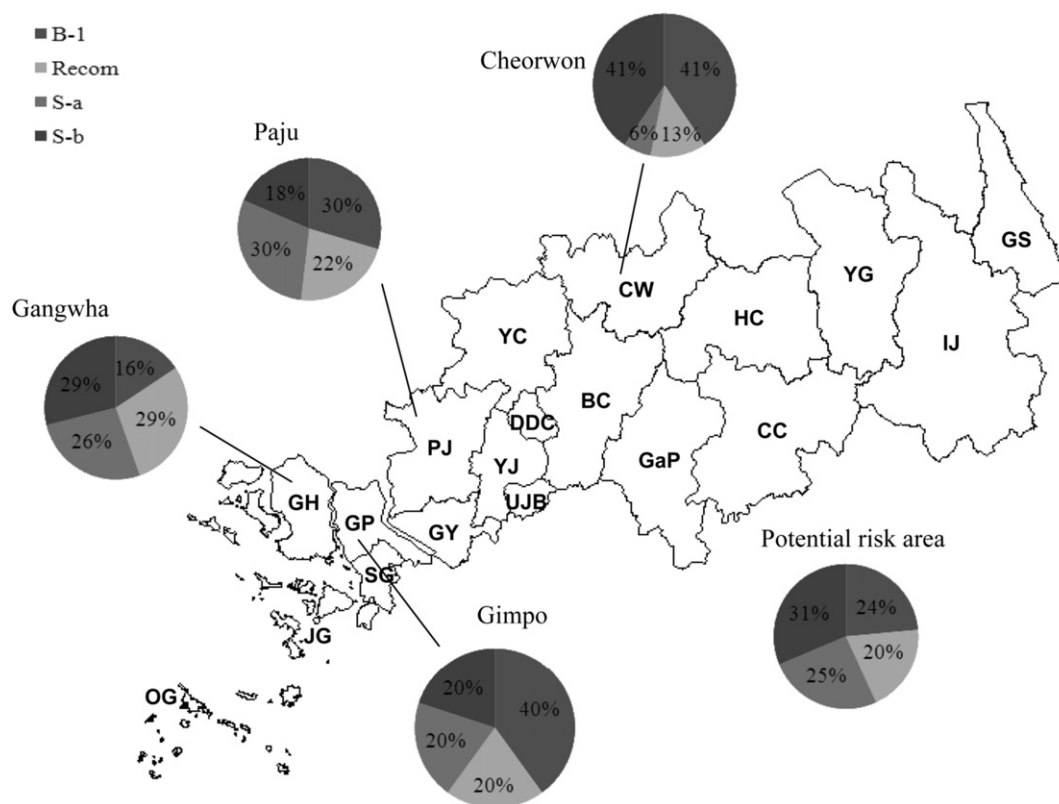 B-1
Recom
S-a
S-b
Cheorwon
41% 41%
6% 13%
Paju
18% 30%
30% 22%
Gangwha
29% 16%
26% 29%
GS
YG
CW
HC
IJ
YC
BC
DDC
CC
PJ
YJ
GaP
UJB
GH
GP
GY
SG
JG
OG
Potential risk area
31% 24%
25% 20%
Gimpo
20% 40%
20% 20%